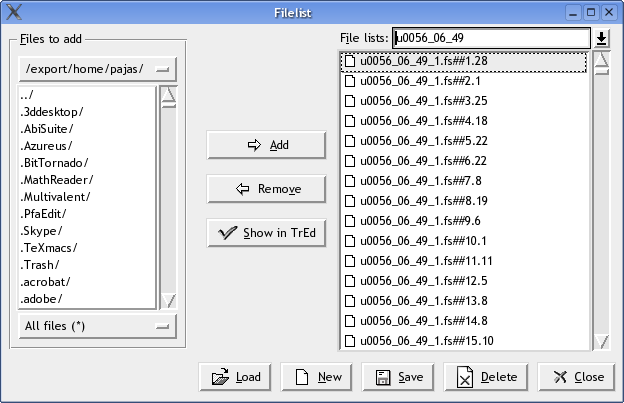 Filelist
Files to add
/export/home/pajas/
../
.3ddesktop/
.AbiSuite/
.Azureus/
.BitTornado/
.MathReader/
.Multivalent/
.PfaEdit/
.Skype/
.TeXmacs/
.Trash/
.acrobat/
.adobe/
All files (*)
Add
Remove
Show in TrEd
File lists: u0056_06_49
u0056_06_49_1.fs##1.28
u0056_06_49_1.fs##2.1
u0056_06_49_1.fs##3.25
u0056_06_49_1.fs##4.18
u0056_06_49_1.fs##5.22
u0056_06_49_1.fs##6.22
u0056_06_49_1.fs##7.8
u0056_06_49_1.fs##8.19
u0056_06_49_1.fs##9.6
u0056_06_49_1.fs##10.1
u0056_06_49_1.fs##11.11
u0056_06_49_1.fs##12.5
u0056_06_49_1.fs##13.8
u0056_06_49_1.fs##14.8
u0056_06_49_1.fs##15.10
Load New Save Delete Close